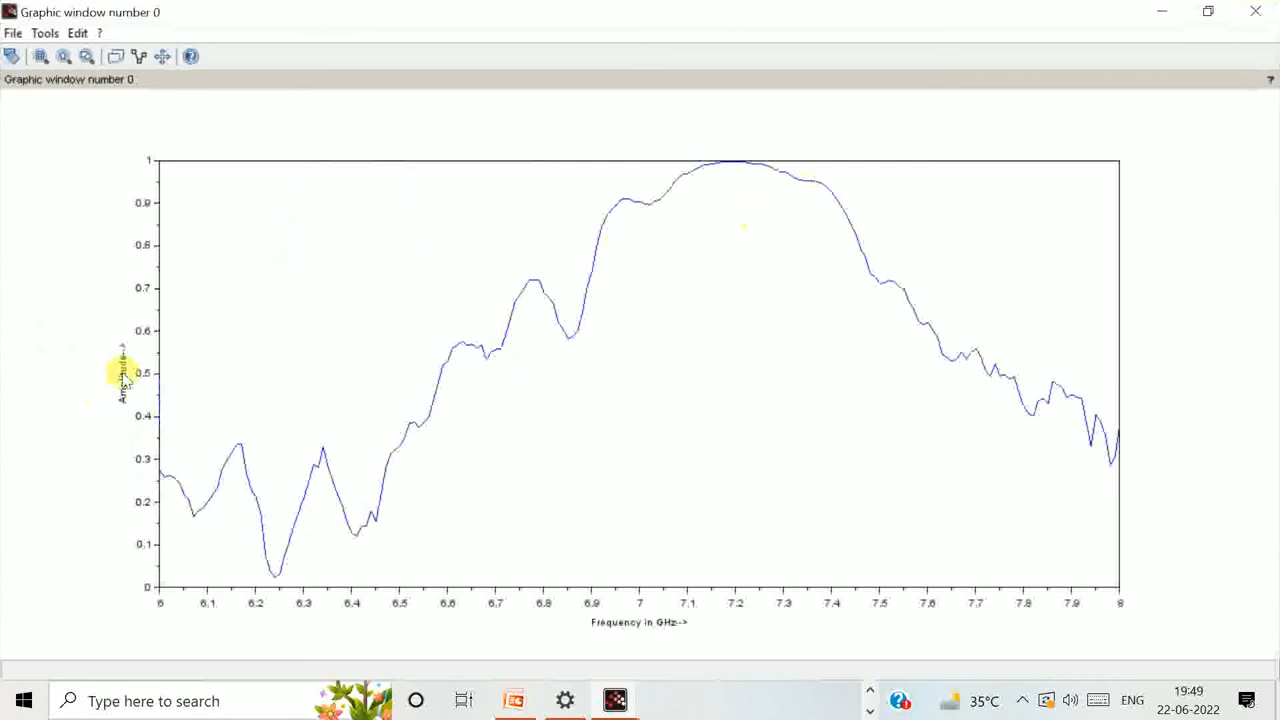 Graphic window number 0
File Tools Edit ?
Graphic window number 0 ?
1
0.9
0.8
0.7
0.6
Amplitude-->
0.5
0.4
0.3
0.2
0.1
0
6 6.1 6.2 6.3 6.4 6.5 6.6 6.7 6.8 6.9 7 7.1 7.2 7.3 7.4 7.5 7.6 7.7 7.8 7.9 8
Frequency in GHz-->
Type here to search
35°C
ENG
19:49
22-06-2022